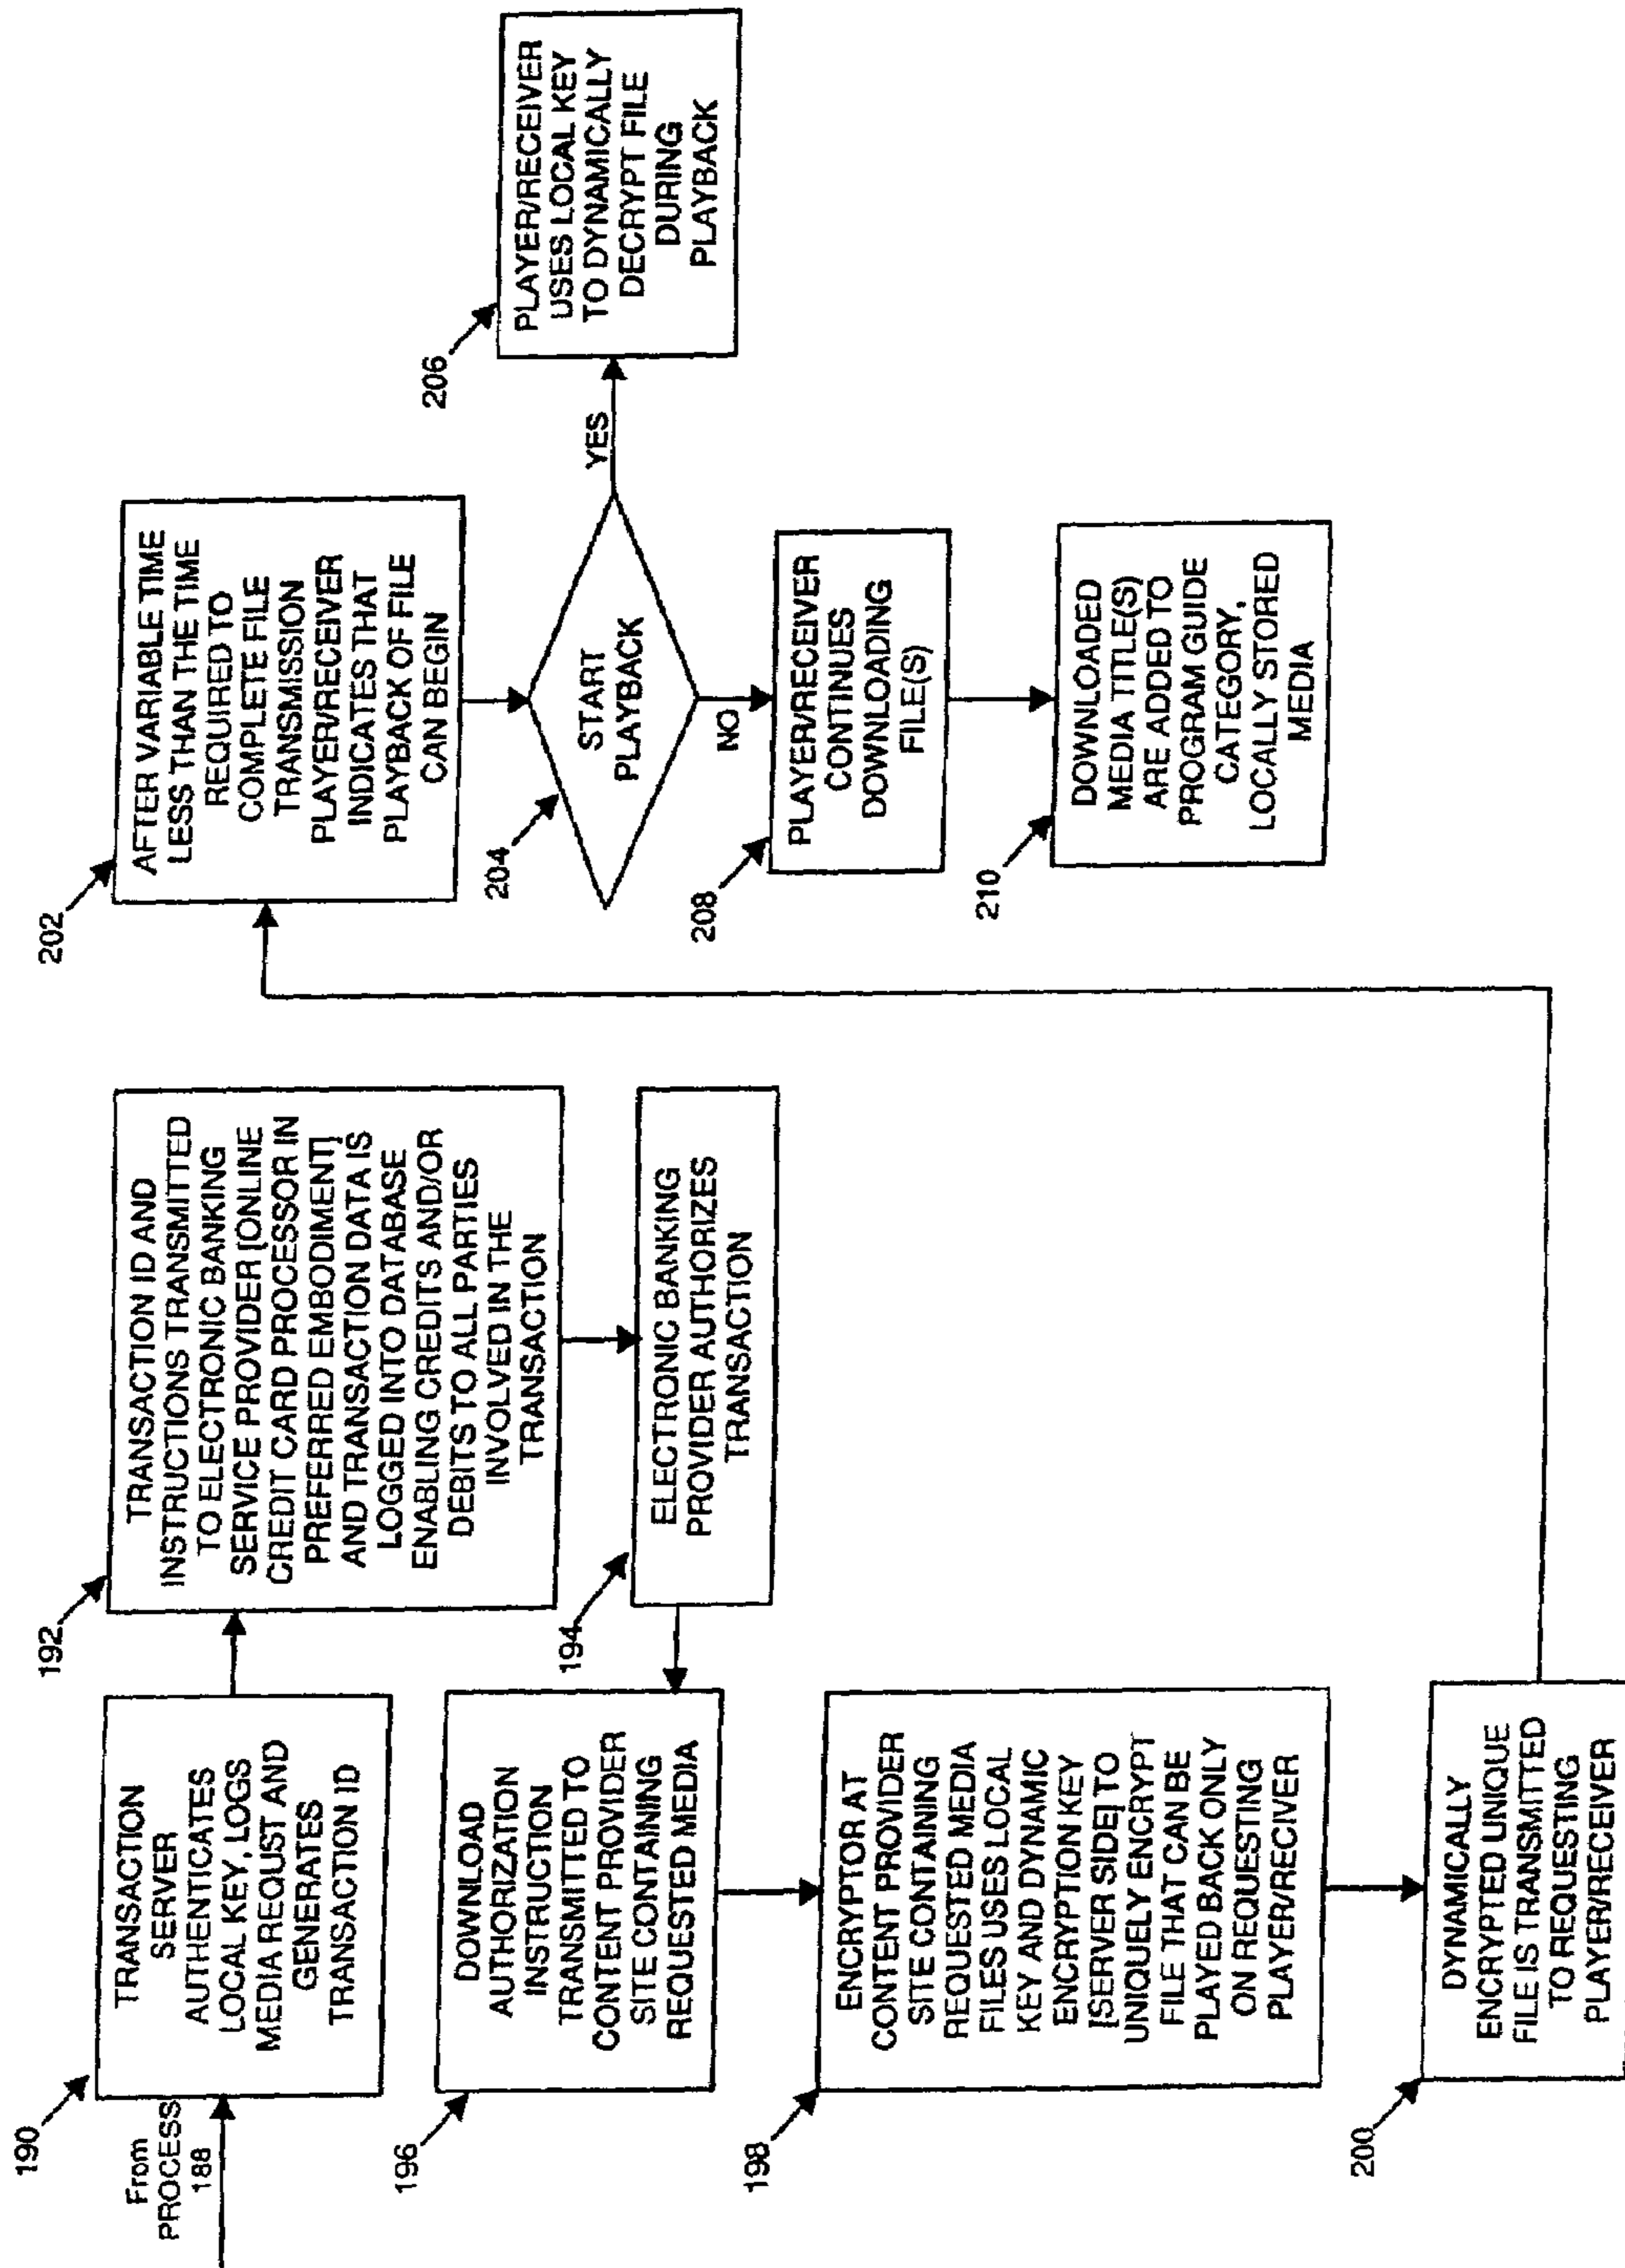 From
PROCESS
188
190
TRANSACTION
SERVER
AUTHENTICATES
LOCAL KEY, LOGS
MEDIA REQUST AND
GENERATES
TRANSACTION ID
192
TRANSACTION ID AND
INSTRUCTIONS TRANSMITTED
TO ELECTRONIC BANKING
SERVICE PROVIDER [ONLINE
CREDIT CARD PROCESSOR IN
PREFERRED EMBODIMENT]
AND TRANSACTION DATA IS
LOGGED INTO DATABASE
ENABLING CREDITS AND/OR
DEBITS TO ALL PARTIES
INVOLVED IN THE
TRANSACTION
194
ELECTRONIC BANKING
PROVIDER AUTHORIZES
TRANSACTION
196
DOWNLOAD
AUTHORIZATION
INSTRUCTION
TRANSMITTED TO
CONTENT PROVIDER
SITE CONTAINING
REQUESTED MEDIA
198
ENCRYPTOR AT
CONTENT PROVIDER
SITE CONTAINING
REQUESTED MEDIA
FILES USES LOCAL
KEY AND DYNAMIC
ENCRYPTION KEY
[SERVER SIDE] TO
UNIQUELY ENCRYPT
FILE THAT CAN BE
PLAYED BACK ONLY
ON REQUESTING
PLAYER/RECIVER
200
DYNAMICALLY
ENCRYPTED UNIQUE
FILE IS TRANSMITTED
TO REQUESTING
PLAYER/RECEIVER
202
AFTER VARIABLE TIME
LESS THAN THE TIME
REQUIRED TO
COMPLETE FILE
TRANSMISSION
PLAYER/RECEIVER
INDICATES THAT
PLAYBACK OF FILE
CAN BEGIN
204
START
PLAYBACK
YES
206
PLAYER/RECEIVER
USES LOCAL KEY
TO DYNAMICALLY
DECRYPT FILE
DURING
PLAYBACK
NO
208
PLAYER/RECEIVER
CONTINUES
DOWNLOADING
FILE(S)
210
DOWNLOADED
MEDIA TITLE(S)
ARE ADDED TO
PROGRAM GUIDE
CATEGORY,
LOCALLY STORED
MEDIA